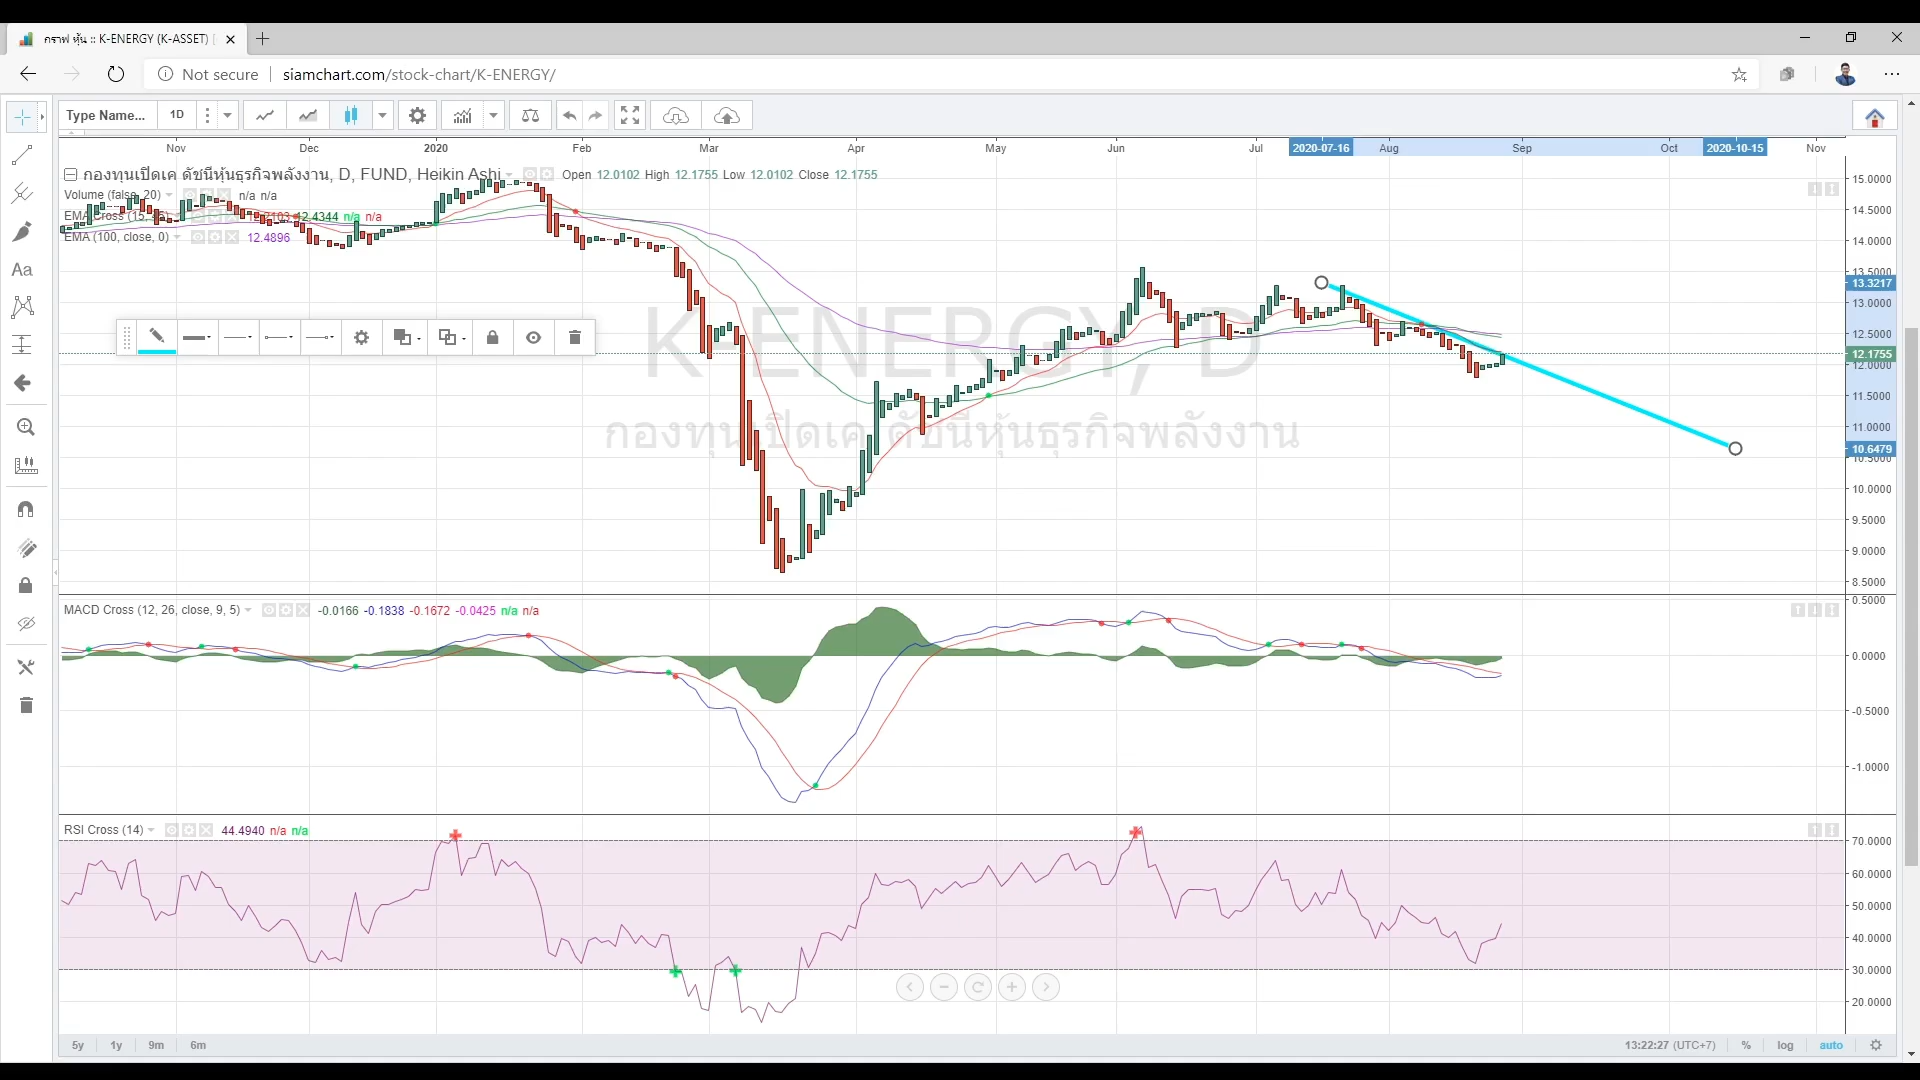 กราฟ หุ้น :: K-ENERGY (K-ASSET)
Not secure siamchart.com/stock-chart/K-ENERGY/
Type Name... 1D
Nov Dec 2020 Feb Mar Apr May Jun Jul 2020-07-16 Aug Sep Oct 2020-10-15 Nov
กองทุนเปิดเค ดัชนีหุ้นธุรกิจพลังงาน, D, FUND, Heikin Ashi Open 12.0102 High 12.1755 Low 12.0102 Close 12.1755
Volume (false, 20) n/a n/a
EMA Cross 12.4344 n/a n/a
EMA (100, close, 0) 12.4896
Aa
K-ENERGY, D
กองทุนเปิดเค ดัชนีหุ้นธุรกิจพลังงาน
15.0000
14.5000
14.0000
13.5000
13.3217
13.0000
12.5000
12.1755
12.0000
11.5000
11.0000
10.6479
10.5000
10.0000
9.5000
9.0000
8.5000
MACD Cross (12, 26, close, 9, 5) -0.0166 -0.1838 -0.1672 -0.0425 n/a n/a
0.5000
0.0000
-0.5000
-1.0000
RSI Cross (14) 44.4940 n/a n/a
70.0000
60.0000
50.0000
40.0000
30.0000
20.0000
5y 1y 9m 6m 13:22:27 (UTC+7) % log auto